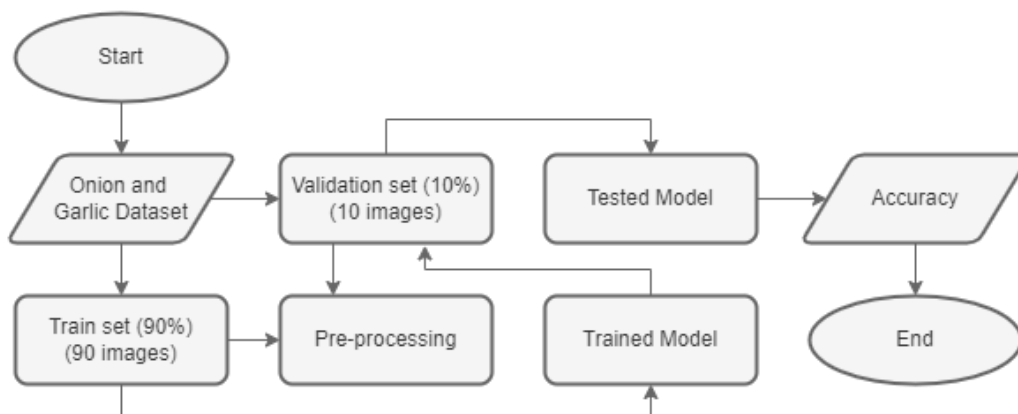 Start
Onion and
Garlic Dataset
Validation set (10%)
(10 images)
Tested Model
Accuracy
Train set (90%)
(90 images)
Pre-processing
Trained Model
End